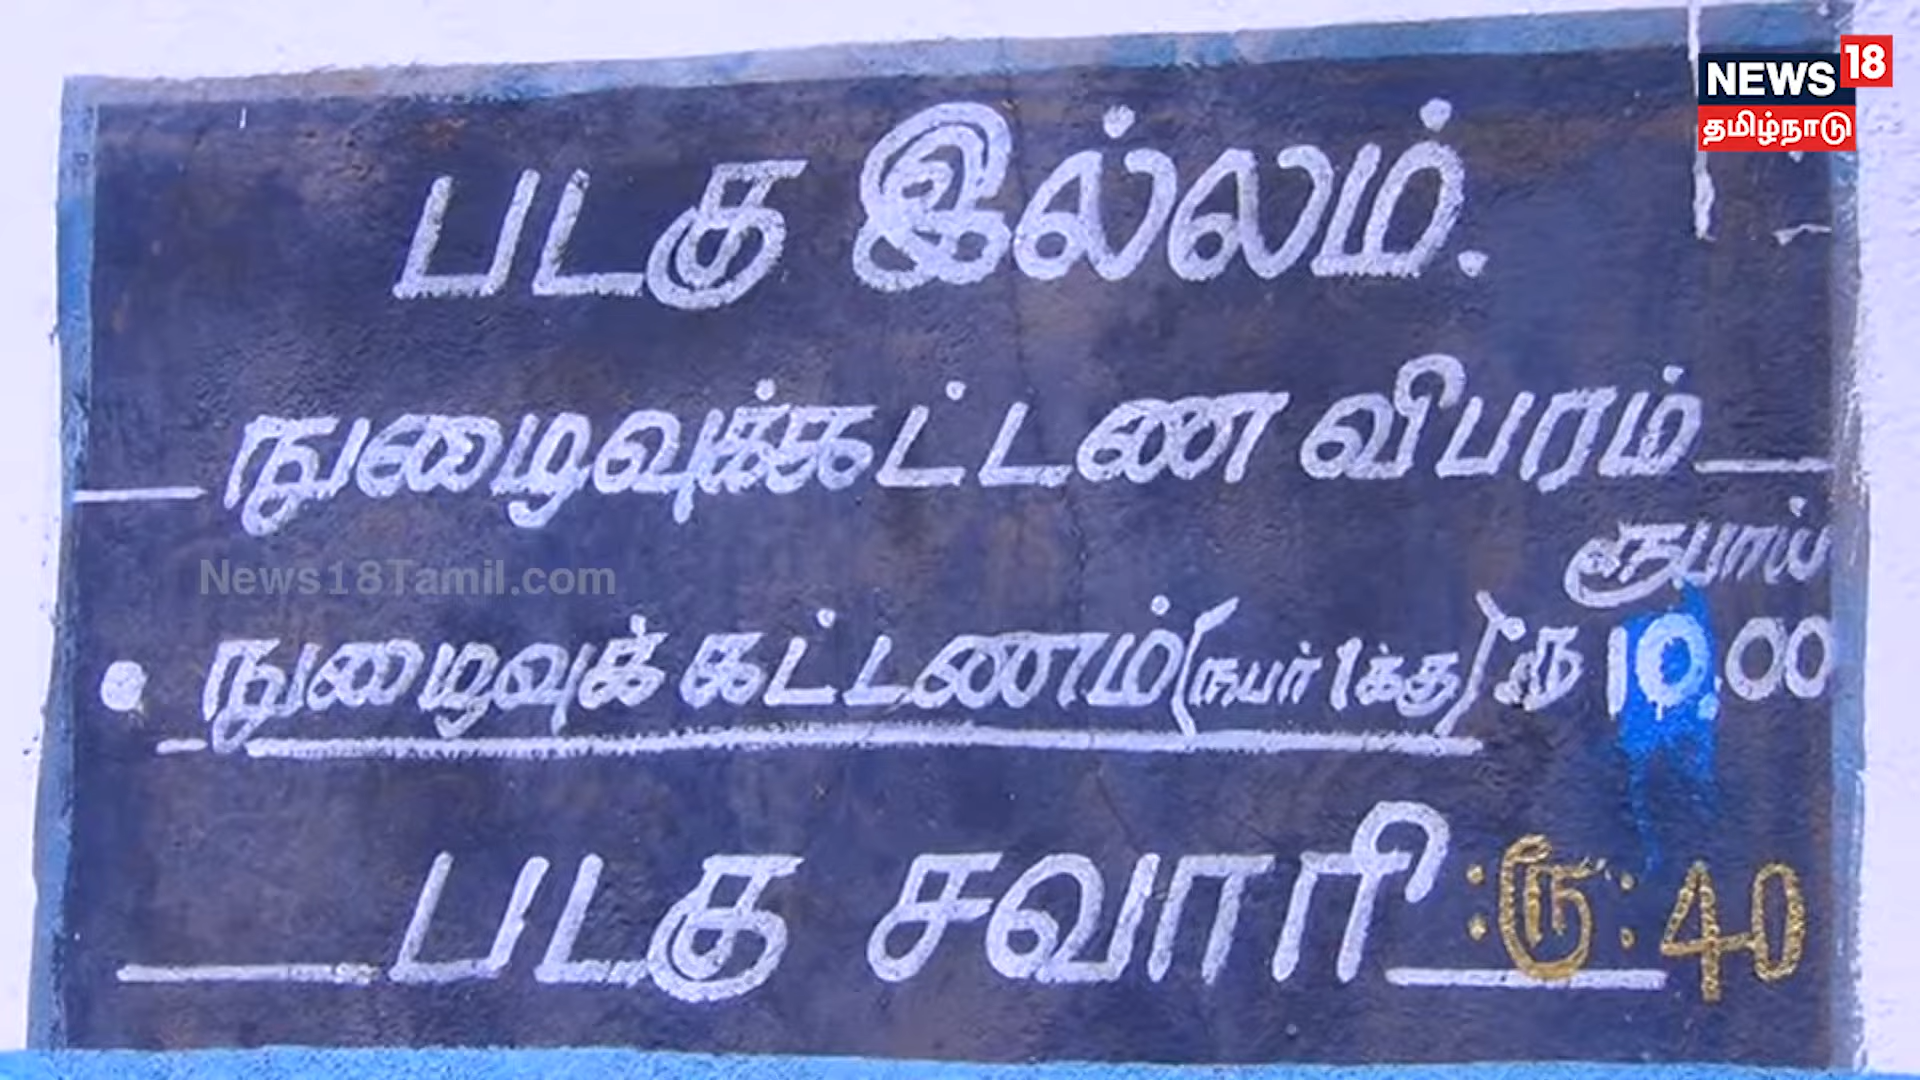 NEWS 18
தமிழ்நாடு
படகு இல்லம்.
நுழைவுக்கட்டண விபரம்
ரூபாய்
News18Tamil.com
• நுழைவுக் கட்டணம் (நபர் 1க்கு) ரூ 10.00
படகு சவாரி : ரூ : 40